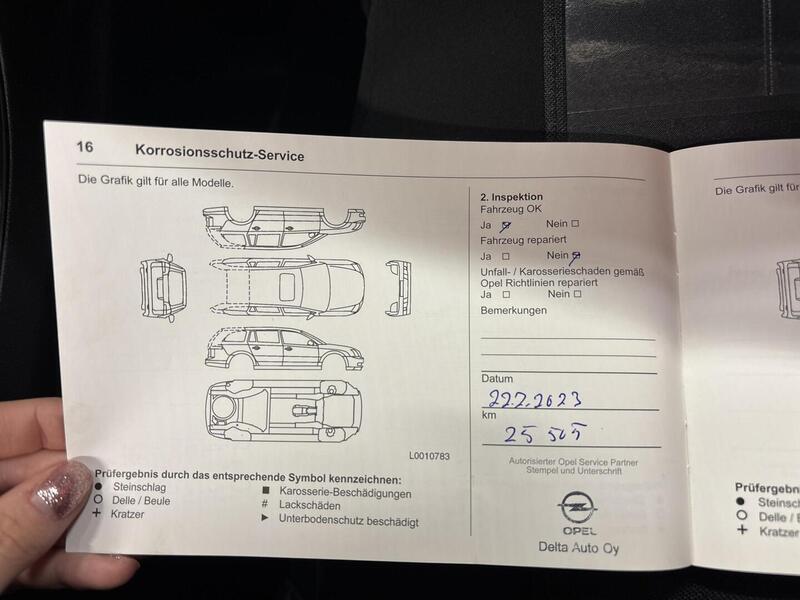 16 Korrosionsschutz-Service
Die Grafik gilt für alle Modelle.
L0010783
Prüfergebnis durch das entsprechende Symbol kennzeichnen:
● Steinschlag
○ Delle / Beule
+ Kratzer
■ Karosserie-Beschädigungen
# Lackschäden
► Unterbodenschutz beschädigt
2. Inspektion
Fahrzeug OK
Ja ☑ Nein □
Fahrzeug repariert
Ja □ Nein ☑
Unfall- / Karosserieschaden gemäß
Opel Richtlinien repariert
Ja □ Nein □
Bemerkungen
Datum
22.2.2023
km
25 505
Autorisierter Opel Service Partner
Stempel und Unterschrift
OPEL
Delta Auto Oy
Die Grafik gilt für
● Steinsch
○ Delle /
+ Kratzer